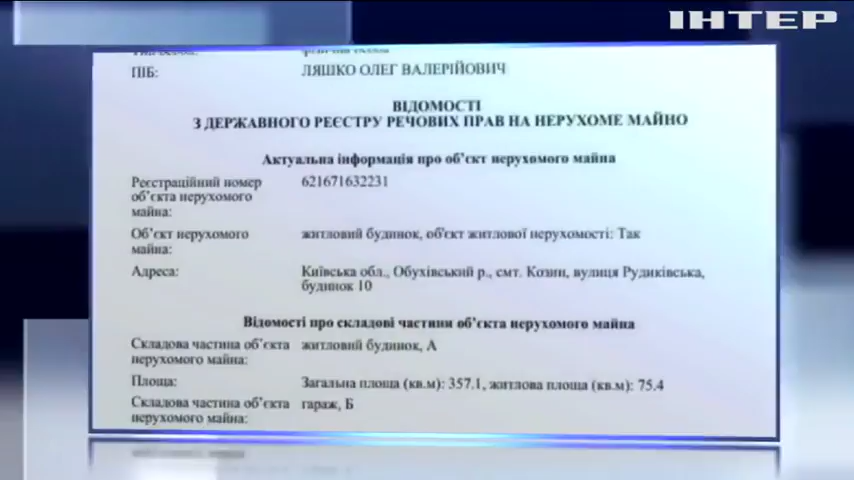 ІНТЕР
ПІБ: ЛЯШКО ОЛЕГ ВАЛЕРІЙОВИЧ
ВІДОМОСТІ
З ДЕРЖАВНОГО РЕЄСТРУ РЕЧОВИХ ПРАВ НА НЕРУХОМЕ МАЙНО
Актуальна інформація про об'єкт нерухомого майна
Реєстраційний номер 621671632231
об'єкта нерухомого
майна:
Об'єкт нерухомого житловий будинок, об'єкт житлової нерухомості: Так
майна:
Адреса: Київська обл., Обухівський р., смт. Козин, вулиця Рудиківська,
будинок 10
Відомості про складові частини об'єкта нерухомого майна
Складова частина об'єкта житловий будинок, А
нерухомого майна:
Площа: Загальна площа (кв.м): 357.1, житлова площа (кв.м): 75.4
Складова частина об'єкта гараж, Б
нерухомого майна: